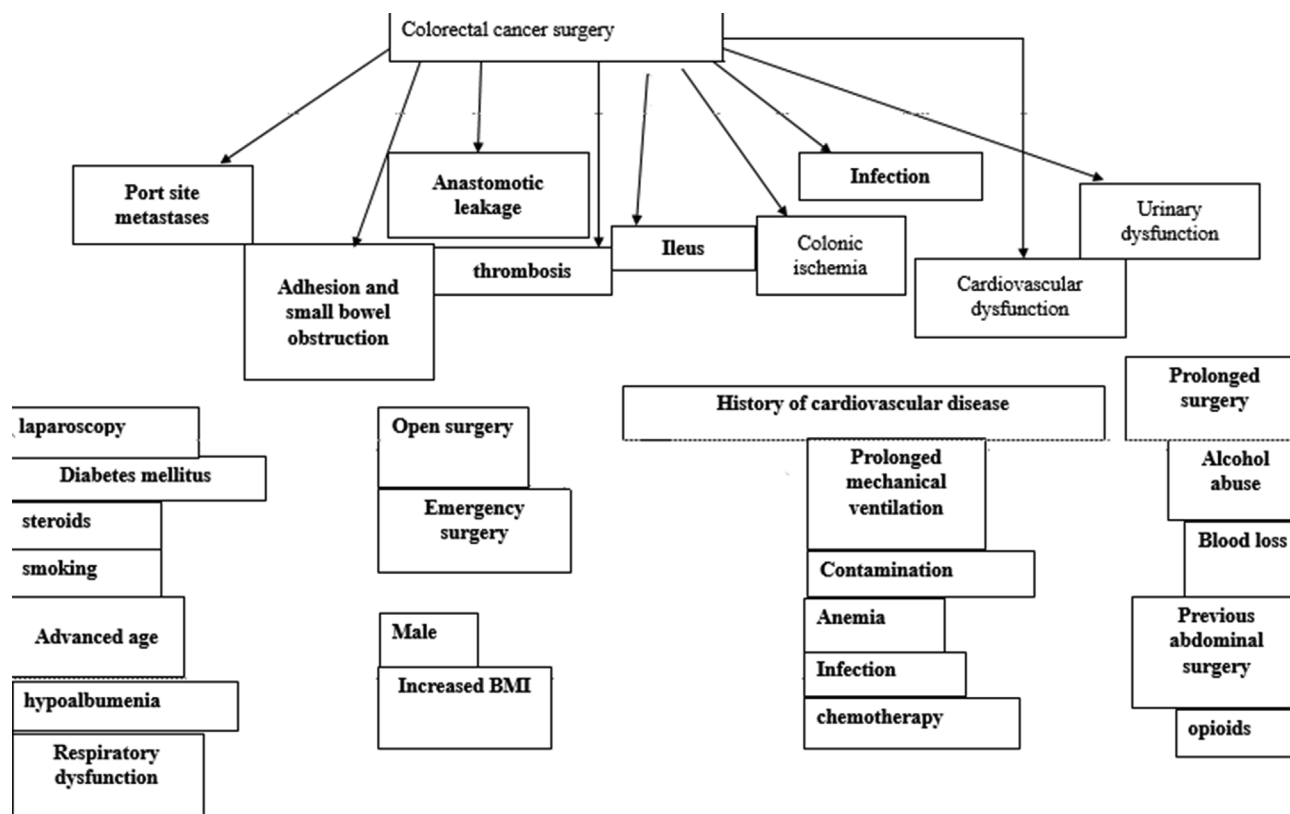 Colorectal cancer surgery
Port site
metastases
Adhesion and
small bowel
obstruction
Anastomotic
leakage
thrombosis
Ileus
Colonic
ischemia
Infection
Cardiovascular
dysfunction
Urinary
dysfunction
laparoscopy
Diabetes mellitus
steroids
smoking
Advanced age
hypoalbumenia
Respiratory
dysfunction
Open surgery
Emergency
surgery
Male
Increased BMI
History of cardiovascular disease
Prolonged
mechanical
ventilation
Contamination
Anemia
Infection
chemotherapy
Prolonged
surgery
Alcohol
abuse
Blood loss
Previous
abdominal
surgery
opioids